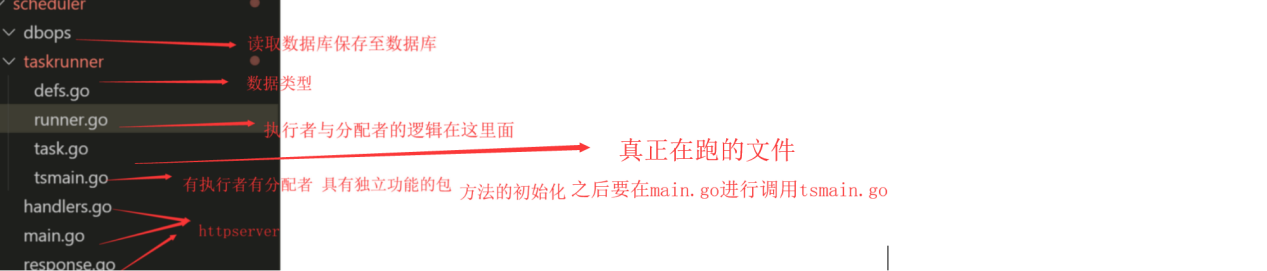 scheduler
dbops
读取数据库保存至数据库
taskrunner
defs.go
数据类型
runner.go
执行者与分配者的逻辑在这里面
task.go
真正在跑的文件
tsmain.go
有执行者有分配者 具有独立功能的包 方法的初始化 之后要在main.go进行调用tsmain.go
handlers.go
httpserver
main.go
response.go